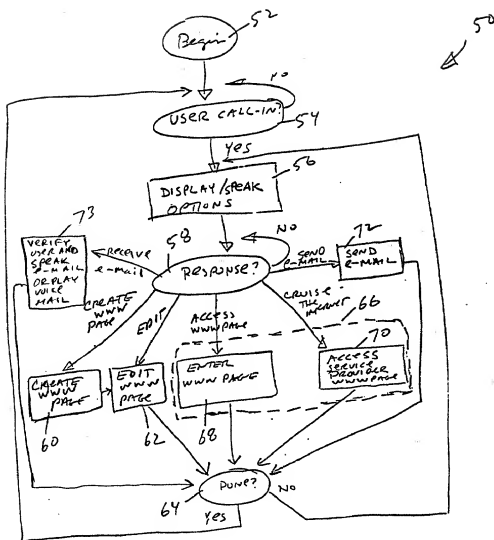 Begin
52
50
NO
USER CALL-IN?
54
YES
56
DISPLAY/SPEAK
OPTIONS
73
58
NO
72
VERIFY
USER AND
SPEAK
E-MAIL
OR PLAY
VOICE
MAIL
RECEIVE
e-mail
RESPONSE?
SEND
E-MAIL
SEND
E-MAIL
CREATE
WWW
PAGE
EDIT
ACCESS
WWW PAGE
CRUISE
THE
INTERNET
66
70
CREATE
WWW
PAGE
EDIT
WWW
PAGE
ENTER
WWW PAGE
ACCESS
SERVICE
PROVIDER
WWW PAGE
60
62
68
64
DONE?
NO
YES